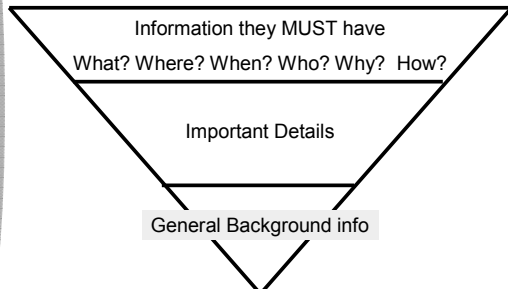 Information they MUST have
What? Where? When? Who? Why? How?
Important Details
General Background info